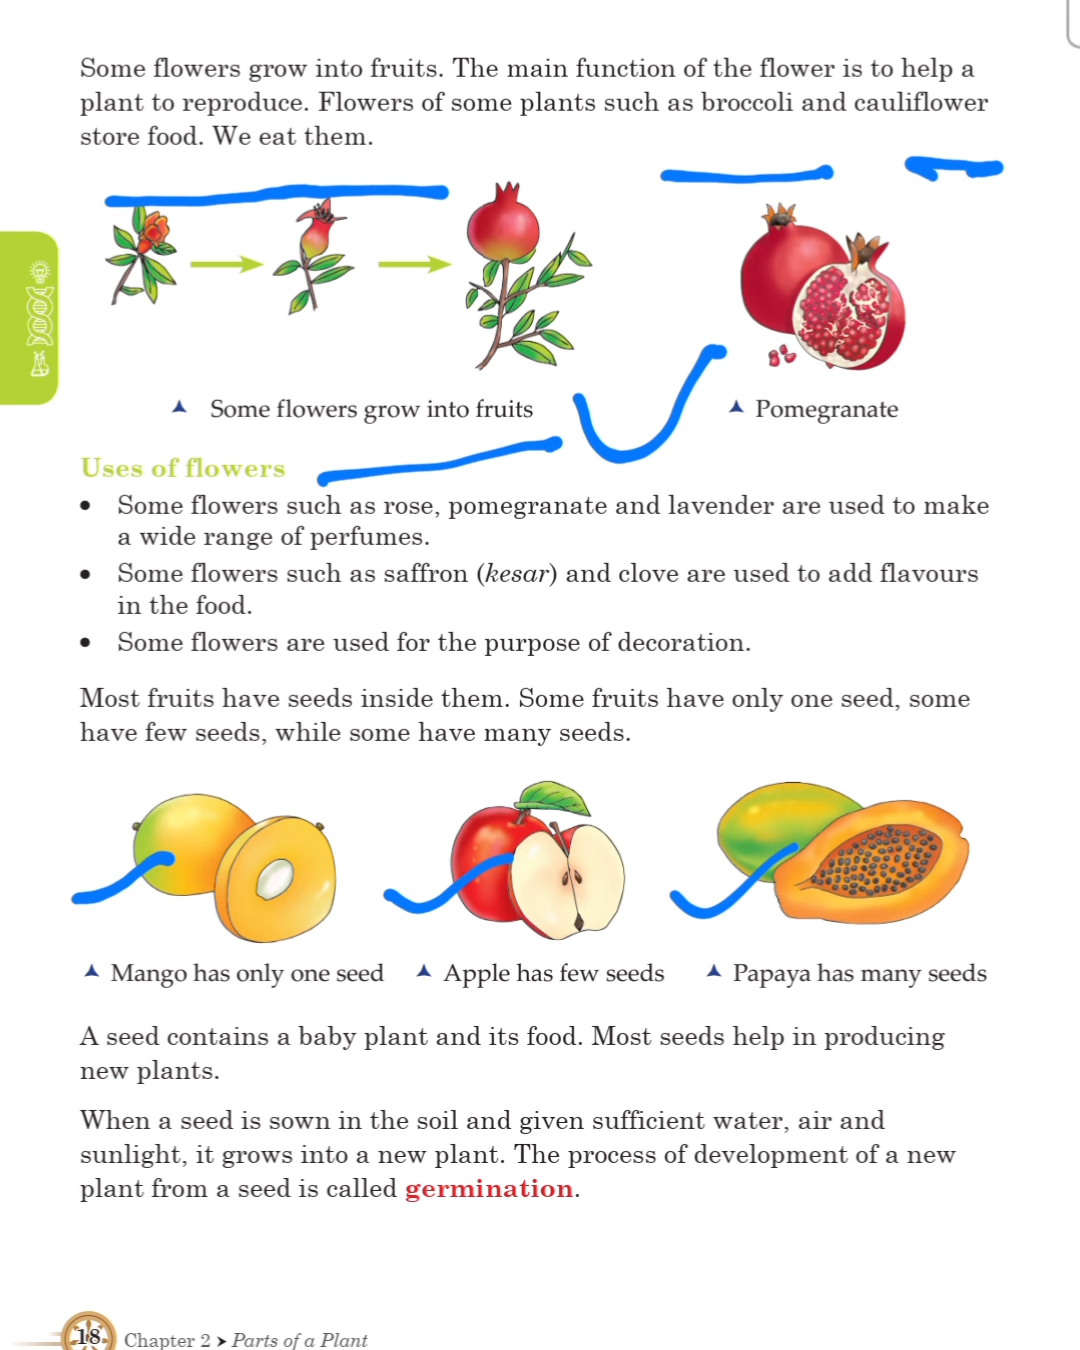 Some flowers grow into fruits. The main function of the flower is to help a
plant to reproduce. Flowers of some plants such as broccoli and cauliflower
store food. We eat them.
Some flowers grow into fruits
Pomegranate
Uses of flowers
• Some flowers such as rose, pomegranate and lavender are used to make
a wide range of perfumes.
• Some flowers such as saffron (kesar) and clove are used to add flavours
in the food.
• Some flowers are used for the purpose of decoration.
Most fruits have seeds inside them. Some fruits have only one seed, some
have few seeds, while some have many seeds.
Mango has only one seed
Apple has few seeds
Papaya has many seeds
A seed contains a baby plant and its food. Most seeds help in producing
new plants.
When a seed is sown in the soil and given sufficient water, air and
sunlight, it grows into a new plant. The process of development of a new
plant from a seed is called germination.
18 Chapter 2 ➤ Parts of a Plant